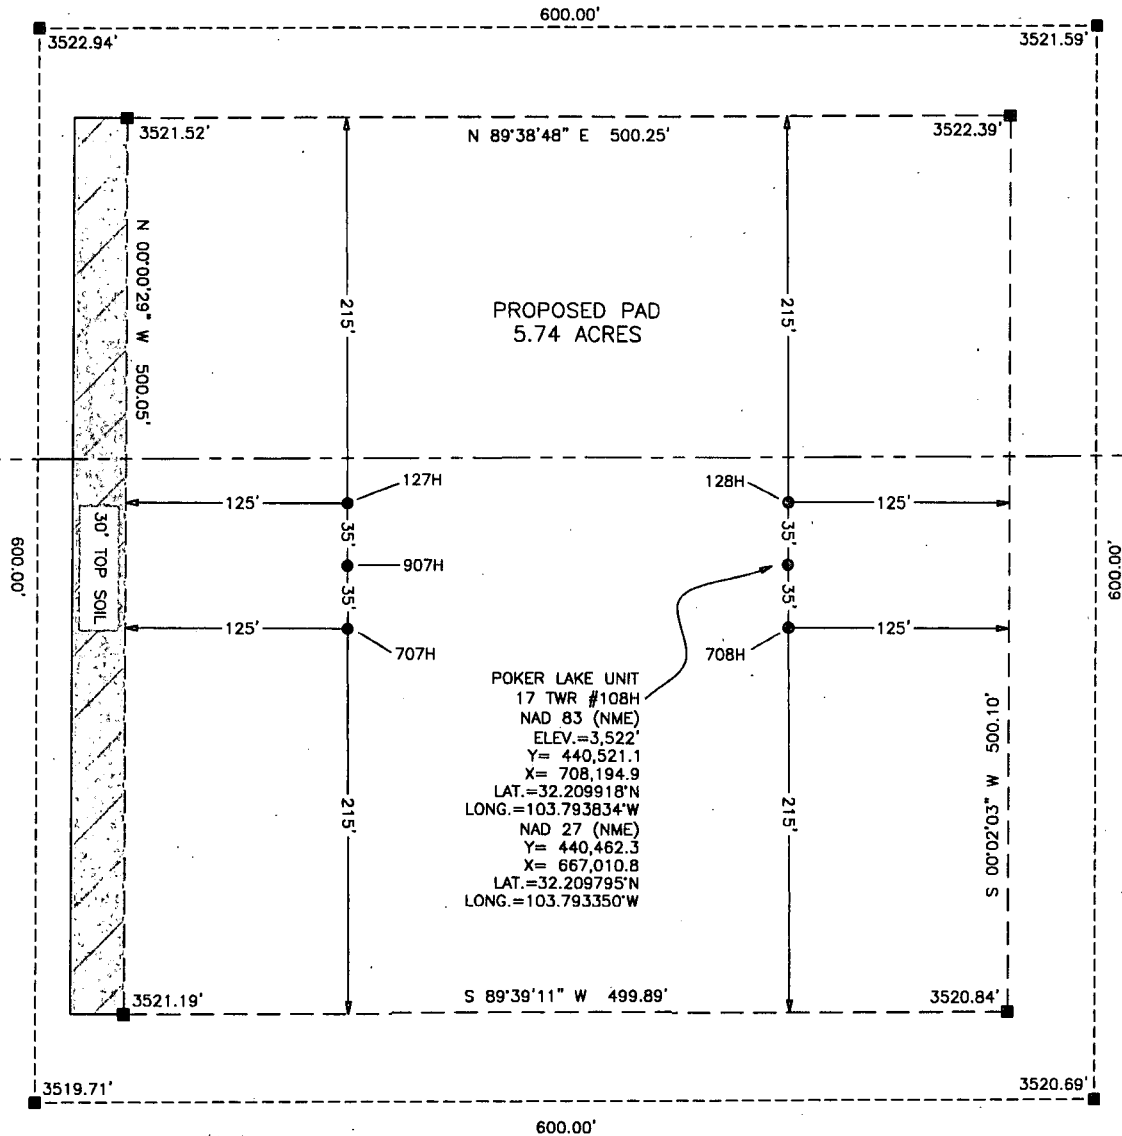 600.00'
3522.94'
3521.59'
3521.52'
N 89°38'48" E 500.25'
3522.39'
N 00°00'29" W 500.05'
215'
215'
PROPOSED PAD
5.74 ACRES
127H
128H
125'
125'
35'
35'
30' TOP SOIL
907H
600.00'
600.00'
35'
35'
125'
125'
707H
708H
POKER LAKE UNIT
17 TWR #108H
NAD 83 (NME)
ELEV.=3,522'
Y= 440,521.1
X= 708,194.9
LAT.=32.209918°N
LONG.=103.793834°W
NAD 27 (NME)
Y= 440,462.3
X= 667,010.8
LAT.=32.209795°N
LONG.=103.793350°W
215'
215'
S 00°02'03" W 500.10'
S 89°39'11" W 499.89'
3521.19'
3520.84'
3519.71'
3520.69'
600.00'